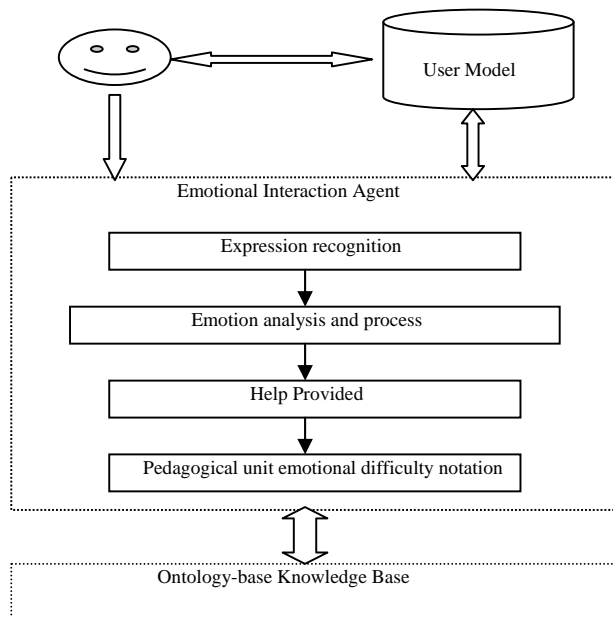 User Model
Emotional Interaction Agent
Expression recognition
Emotion analysis and process
Help Provided
Pedagogical unit emotional difficulty notation
Ontology-base Knowledge Base